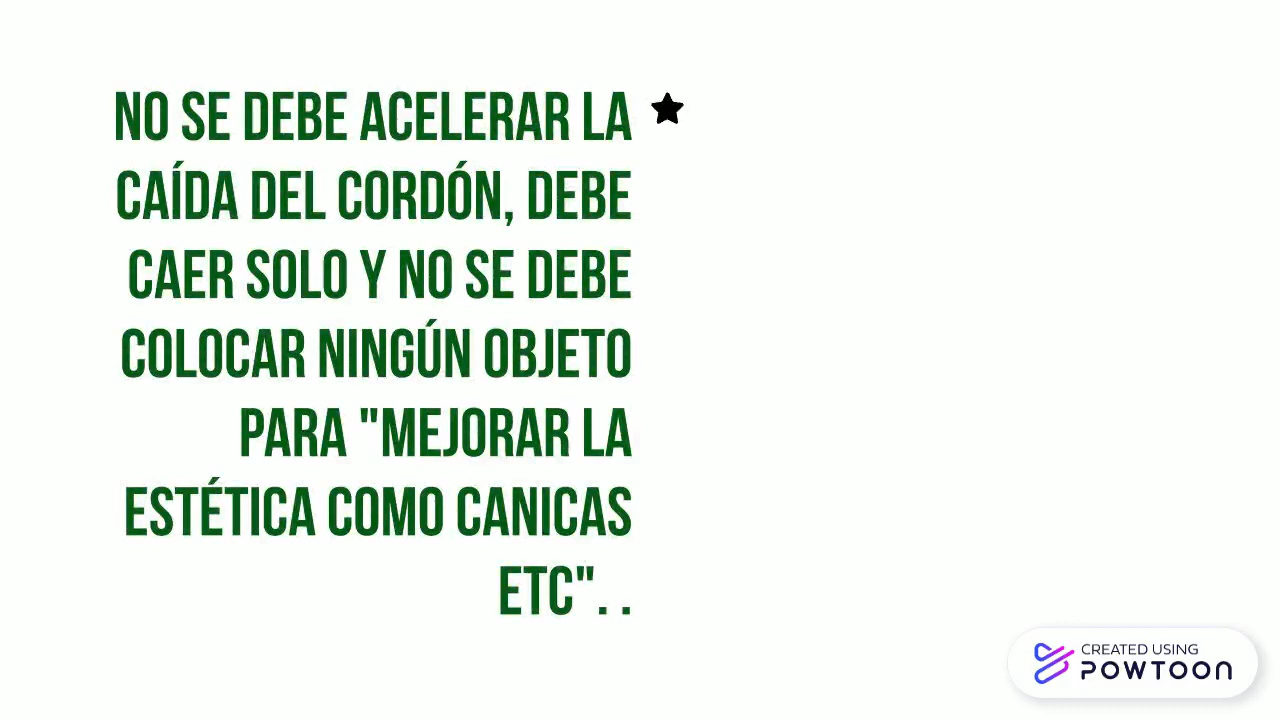 NO SE DEBE ACELERAR LA
CAÍDA DEL CORDÓN, DEBE
CAER SOLO Y NO SE DEBE
COLOCAR NINGÚN OBJETO
PARA "MEJORAR LA
ESTÉTICA COMO CANICAS
ETC". .
CREATED USING
POWTOON